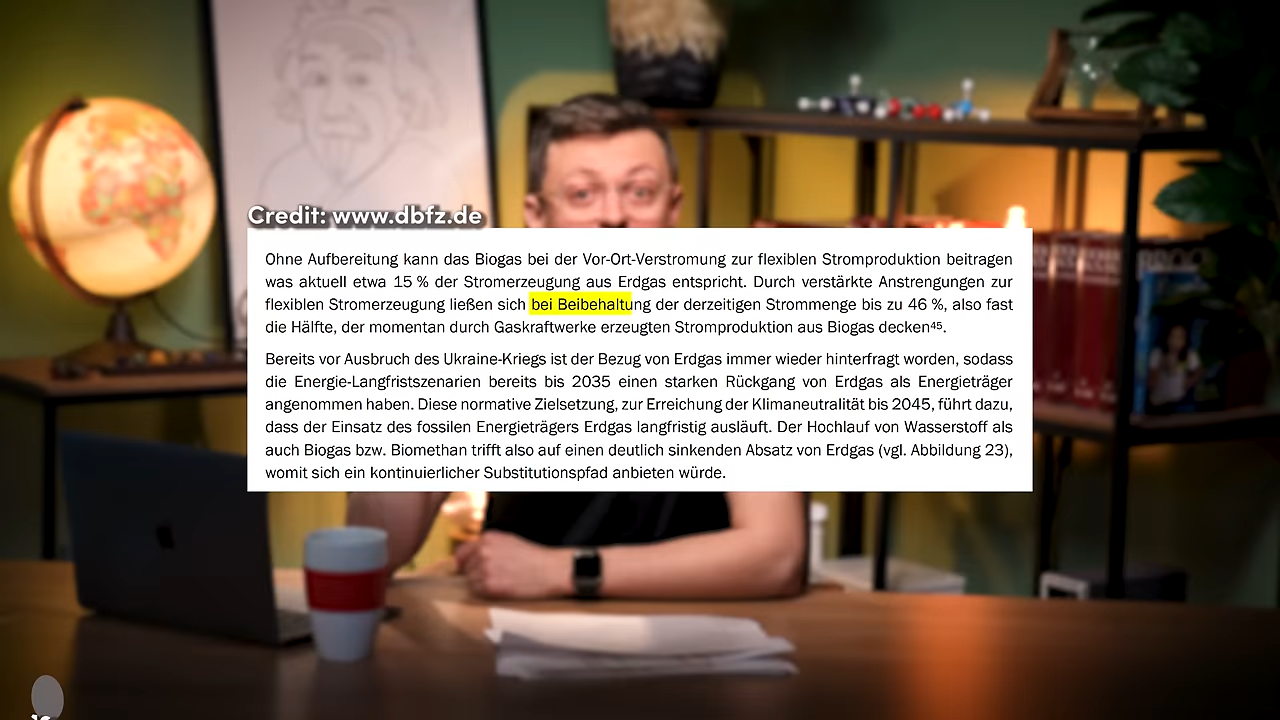 Credit: www.dbfz.de
Ohne Aufbereitung kann das Biogas bei der Vor-Ort-Verstromung zur flexiblen Stromproduktion beitragen
was aktuell etwa 15 % der Stromerzeugung aus Erdgas entspricht. Durch verstärkte Anstrengungen zur
flexiblen Stromerzeugung ließen sich bei Beibehaltung der derzeitigen Strommenge bis zu 46 %, also fast
die Hälfte, der momentan durch Gaskraftwerke erzeugten Stromproduktion aus Biogas decken⁴⁵.
Bereits vor Ausbruch des Ukraine-Kriegs ist der Bezug von Erdgas immer wieder hinterfragt worden, sodass
die Energie-Langfristszenarien bereits bis 2035 einen starken Rückgang von Erdgas als Energieträger
angenommen haben. Diese normative Zielsetzung, zur Erreichung der Klimaneutralität bis 2045, führt dazu,
dass der Einsatz des fossilen Energieträgers Erdgas langfristig ausläuft. Der Hochlauf von Wasserstoff als
auch Biogas bzw. Biomethan trifft also auf einen deutlich sinkenden Absatz von Erdgas (vgl. Abbildung 23),
womit sich ein kontinuierlicher Substitutionspfad anbieten würde.